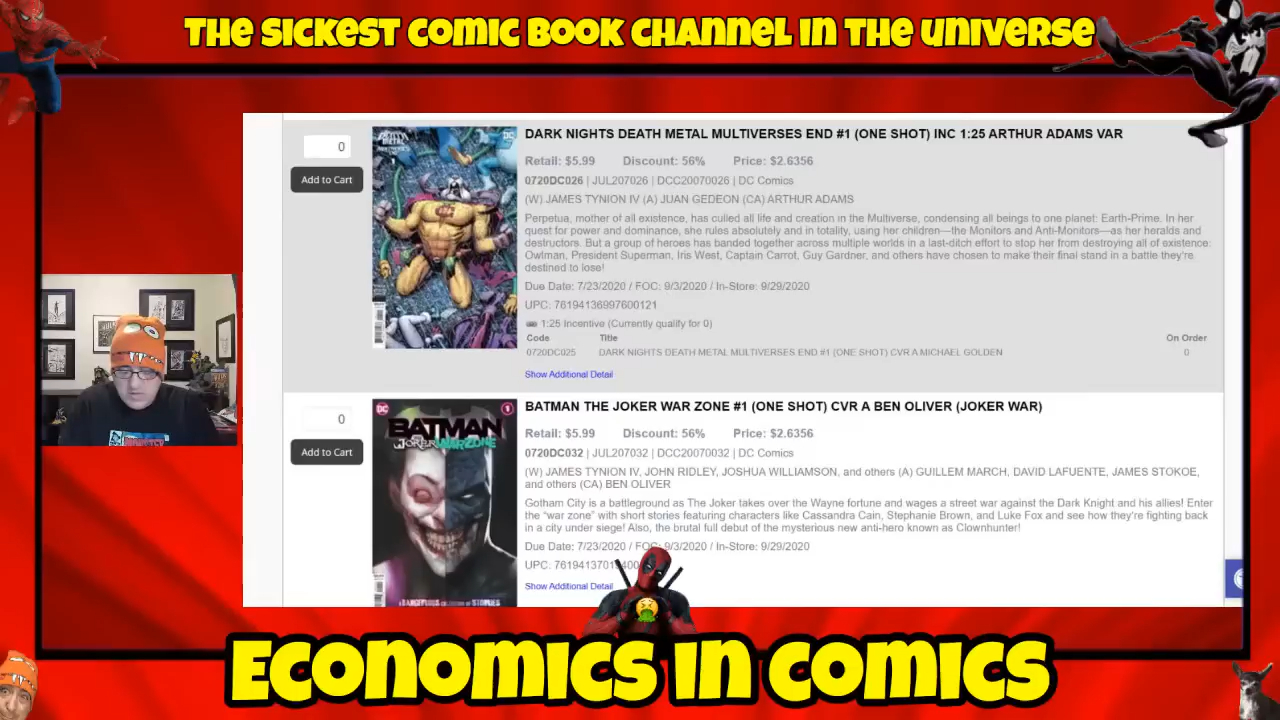 THE SICKEST COMIC BOOK CHANNEL IN THE UNIVERSE
0
Add to Cart
DARK NIGHTS DEATH METAL MULTIVERSES END #1 (ONE SHOT) INC 1:25 ARTHUR ADAMS VAR
Retail: $5.99 Discount: 56% Price: $2.6356
0720DC026 | JUL207026 | DCC20070026 | DC Comics
(W) JAMES TYNION IV (A) JUAN GEDEON (CA) ARTHUR ADAMS
Perpetua, mother of all existence, has culled all life and creation in the Multiverse, condensing all beings to one planet: Earth-Prime. In her
quest for power and dominance, she rules absolutely and in totality, using her children—the Monitors and Anti-Monitors—as her heralds and
destructors. But a group of heroes has banded together across multiple worlds in a last-ditch effort to stop her from destroying all of existence:
Owlman, President Superman, Iris West, Captain Carrot, Guy Gardner, and others have chosen to make their final stand in a battle they're
destined to lose!
Due Date: 7/23/2020 / FOC: 9/3/2020 / In-Store: 9/29/2020
UPC: 76194136997600121
1:25 Incentive (Currently qualify for 0)
Code Title On Order
0720DC025 DARK NIGHTS DEATH METAL MULTIVERSES END #1 (ONE SHOT) CVR A MICHAEL GOLDEN 0
Show Additional Detail
0
Add to Cart
DC
1
BATMAN
THE JOKER WAR ZONE
BATMAN THE JOKER WAR ZONE #1 (ONE SHOT) CVR A BEN OLIVER (JOKER WAR)
Retail: $5.99 Discount: 56% Price: $2.6356
0720DC032 | JUL207032 | DCC20070032 | DC Comics
(W) JAMES TYNION IV, JOHN RIDLEY, JOSHUA WILLIAMSON, and others (A) GUILLEM MARCH, DAVID LAFUENTE, JAMES STOKOE,
and others (CA) BEN OLIVER
Gotham City is a battleground as The Joker takes over the Wayne fortune and wages a street war against the Dark Knight and his allies! Enter
the "war zone" with short stories featuring characters like Cassandra Cain, Stephanie Brown, and Luke Fox and see how they're fighting back
in a city under siege! Also, the brutal full debut of the mysterious new anti-hero known as Clownhunter!
Due Date: 7/23/2020 / FOC: 9/3/2020 / In-Store: 9/29/2020
UPC:
Show Additional Detail
ECONOMICS IN COMICS